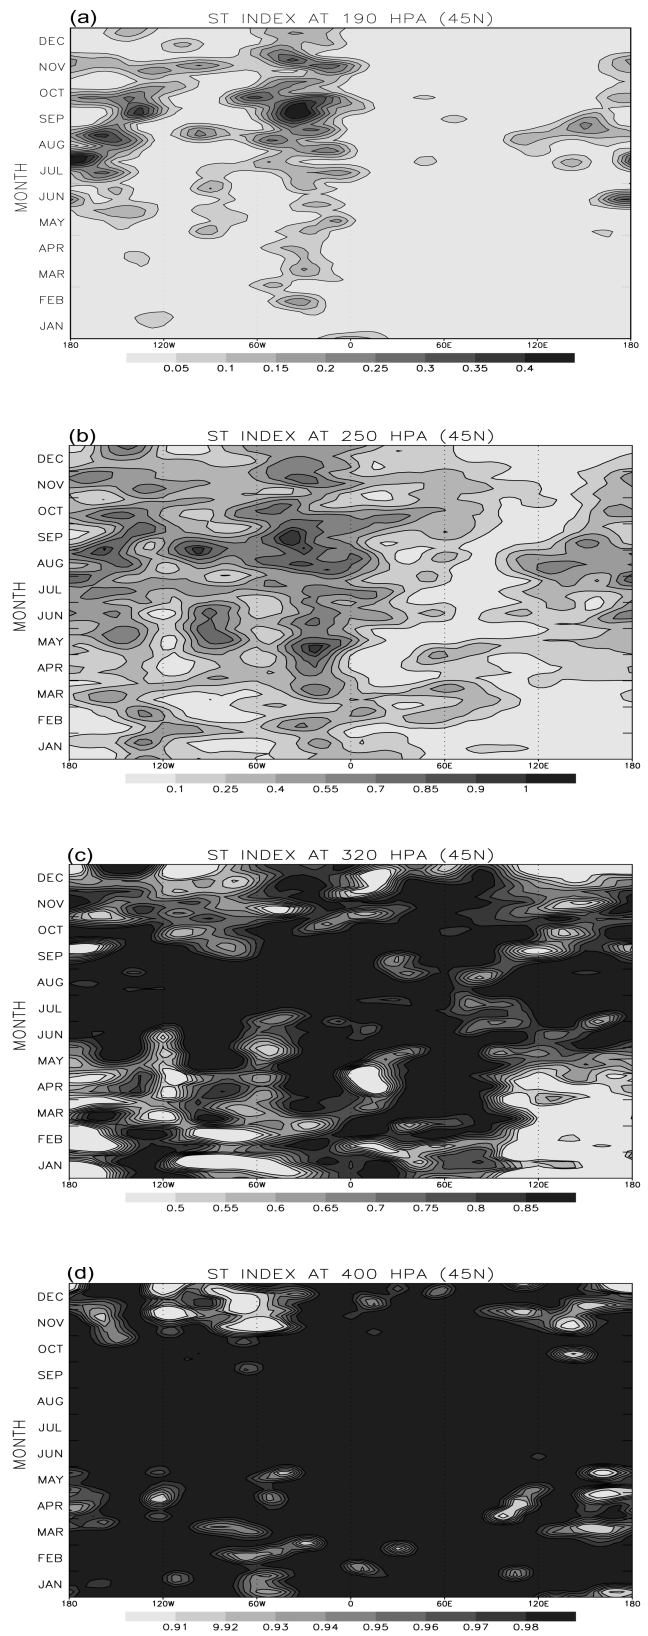 (a) ST INDEX AT 190 HPA (45N)
DEC
NOV
OCT
SEP
AUG
JUL
JUN
MAY
APR
MAR
FEB
JAN
MONTH
180 120W 60W 0 60E 120E 180
0.05 0.1 0.15 0.2 0.25 0.3 0.35 0.4
(b) ST INDEX AT 250 HPA (45N)
DEC
NOV
OCT
SEP
AUG
JUL
JUN
MAY
APR
MAR
FEB
JAN
MONTH
180 120W 60W 0 60E 120E 180
0.1 0.25 0.4 0.55 0.7 0.85 0.9 1
(c) ST INDEX AT 320 HPA (45N)
DEC
NOV
OCT
SEP
AUG
JUL
JUN
MAY
APR
MAR
FEB
JAN
MONTH
180 120W 60W 0 60E 120E 180
0.5 0.55 0.6 0.65 0.7 0.75 0.8 0.85
(d) ST INDEX AT 400 HPA (45N)
DEC
NOV
OCT
SEP
AUG
JUL
JUN
MAY
APR
MAR
FEB
JAN
MONTH
180 120W 60W 0 60E 120E 180
0.91 9.92 0.93 0.94 0.95 0.96 0.97 0.98